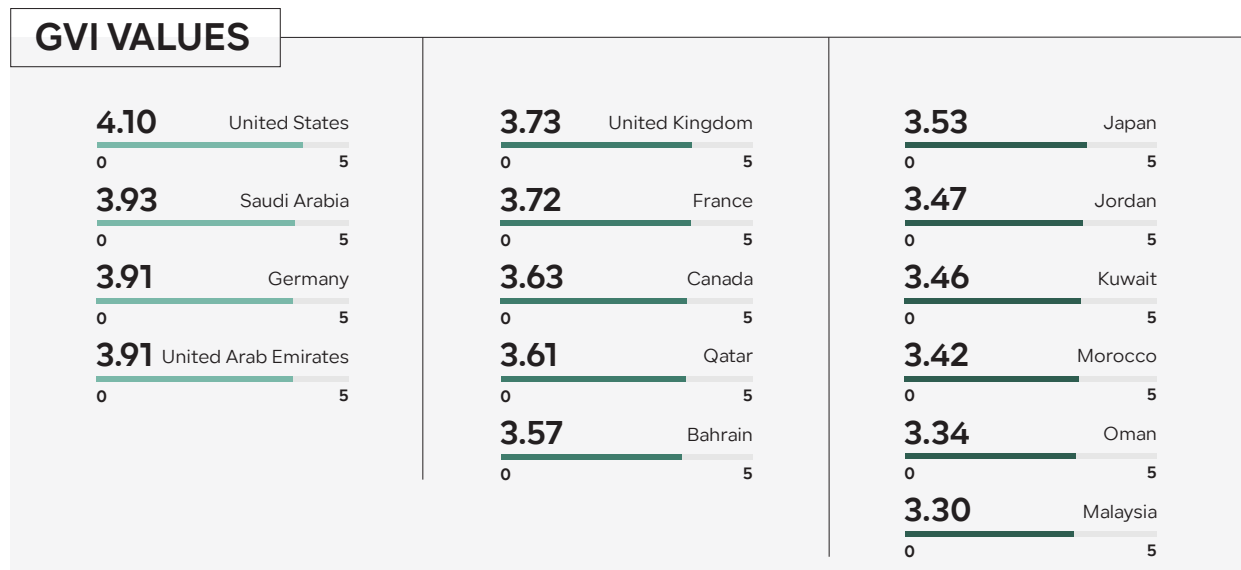 GVI VALUES
4.10 United States
0 5
3.93 Saudi Arabia
0 5
3.91 Germany
0 5
3.91 United Arab Emirates
0 5
3.73 United Kingdom
0 5
3.72 France
0 5
3.63 Canada
0 5
3.61 Qatar
0 5
3.57 Bahrain
0 5
3.53 Japan
0 5
3.47 Jordan
0 5
3.46 Kuwait
0 5
3.42 Morocco
0 5
3.34 Oman
0 5
3.30 Malaysia
0 5